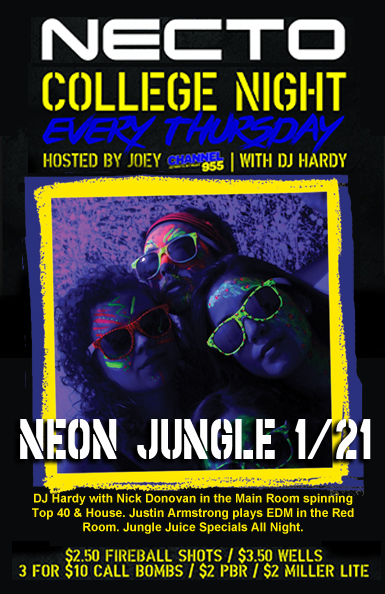 NECTO
COLLEGE NIGHT
EVERY THURSDAY
HOSTED BY JOEY CHANNEL 955 | WITH DJ HARDY
NEON JUNGLE 1/21
DJ Hardy with Nick Donovan in the Main Room spinning
Top 40 & House. Justin Armstrong plays EDM in the Red
Room. Jungle Juice Specials All Night.
$2.50 FIREBALL SHOTS / $3.50 WELLS
3 FOR $10 CALL BOMBS / $2 PBR / $2 MILLER LITE